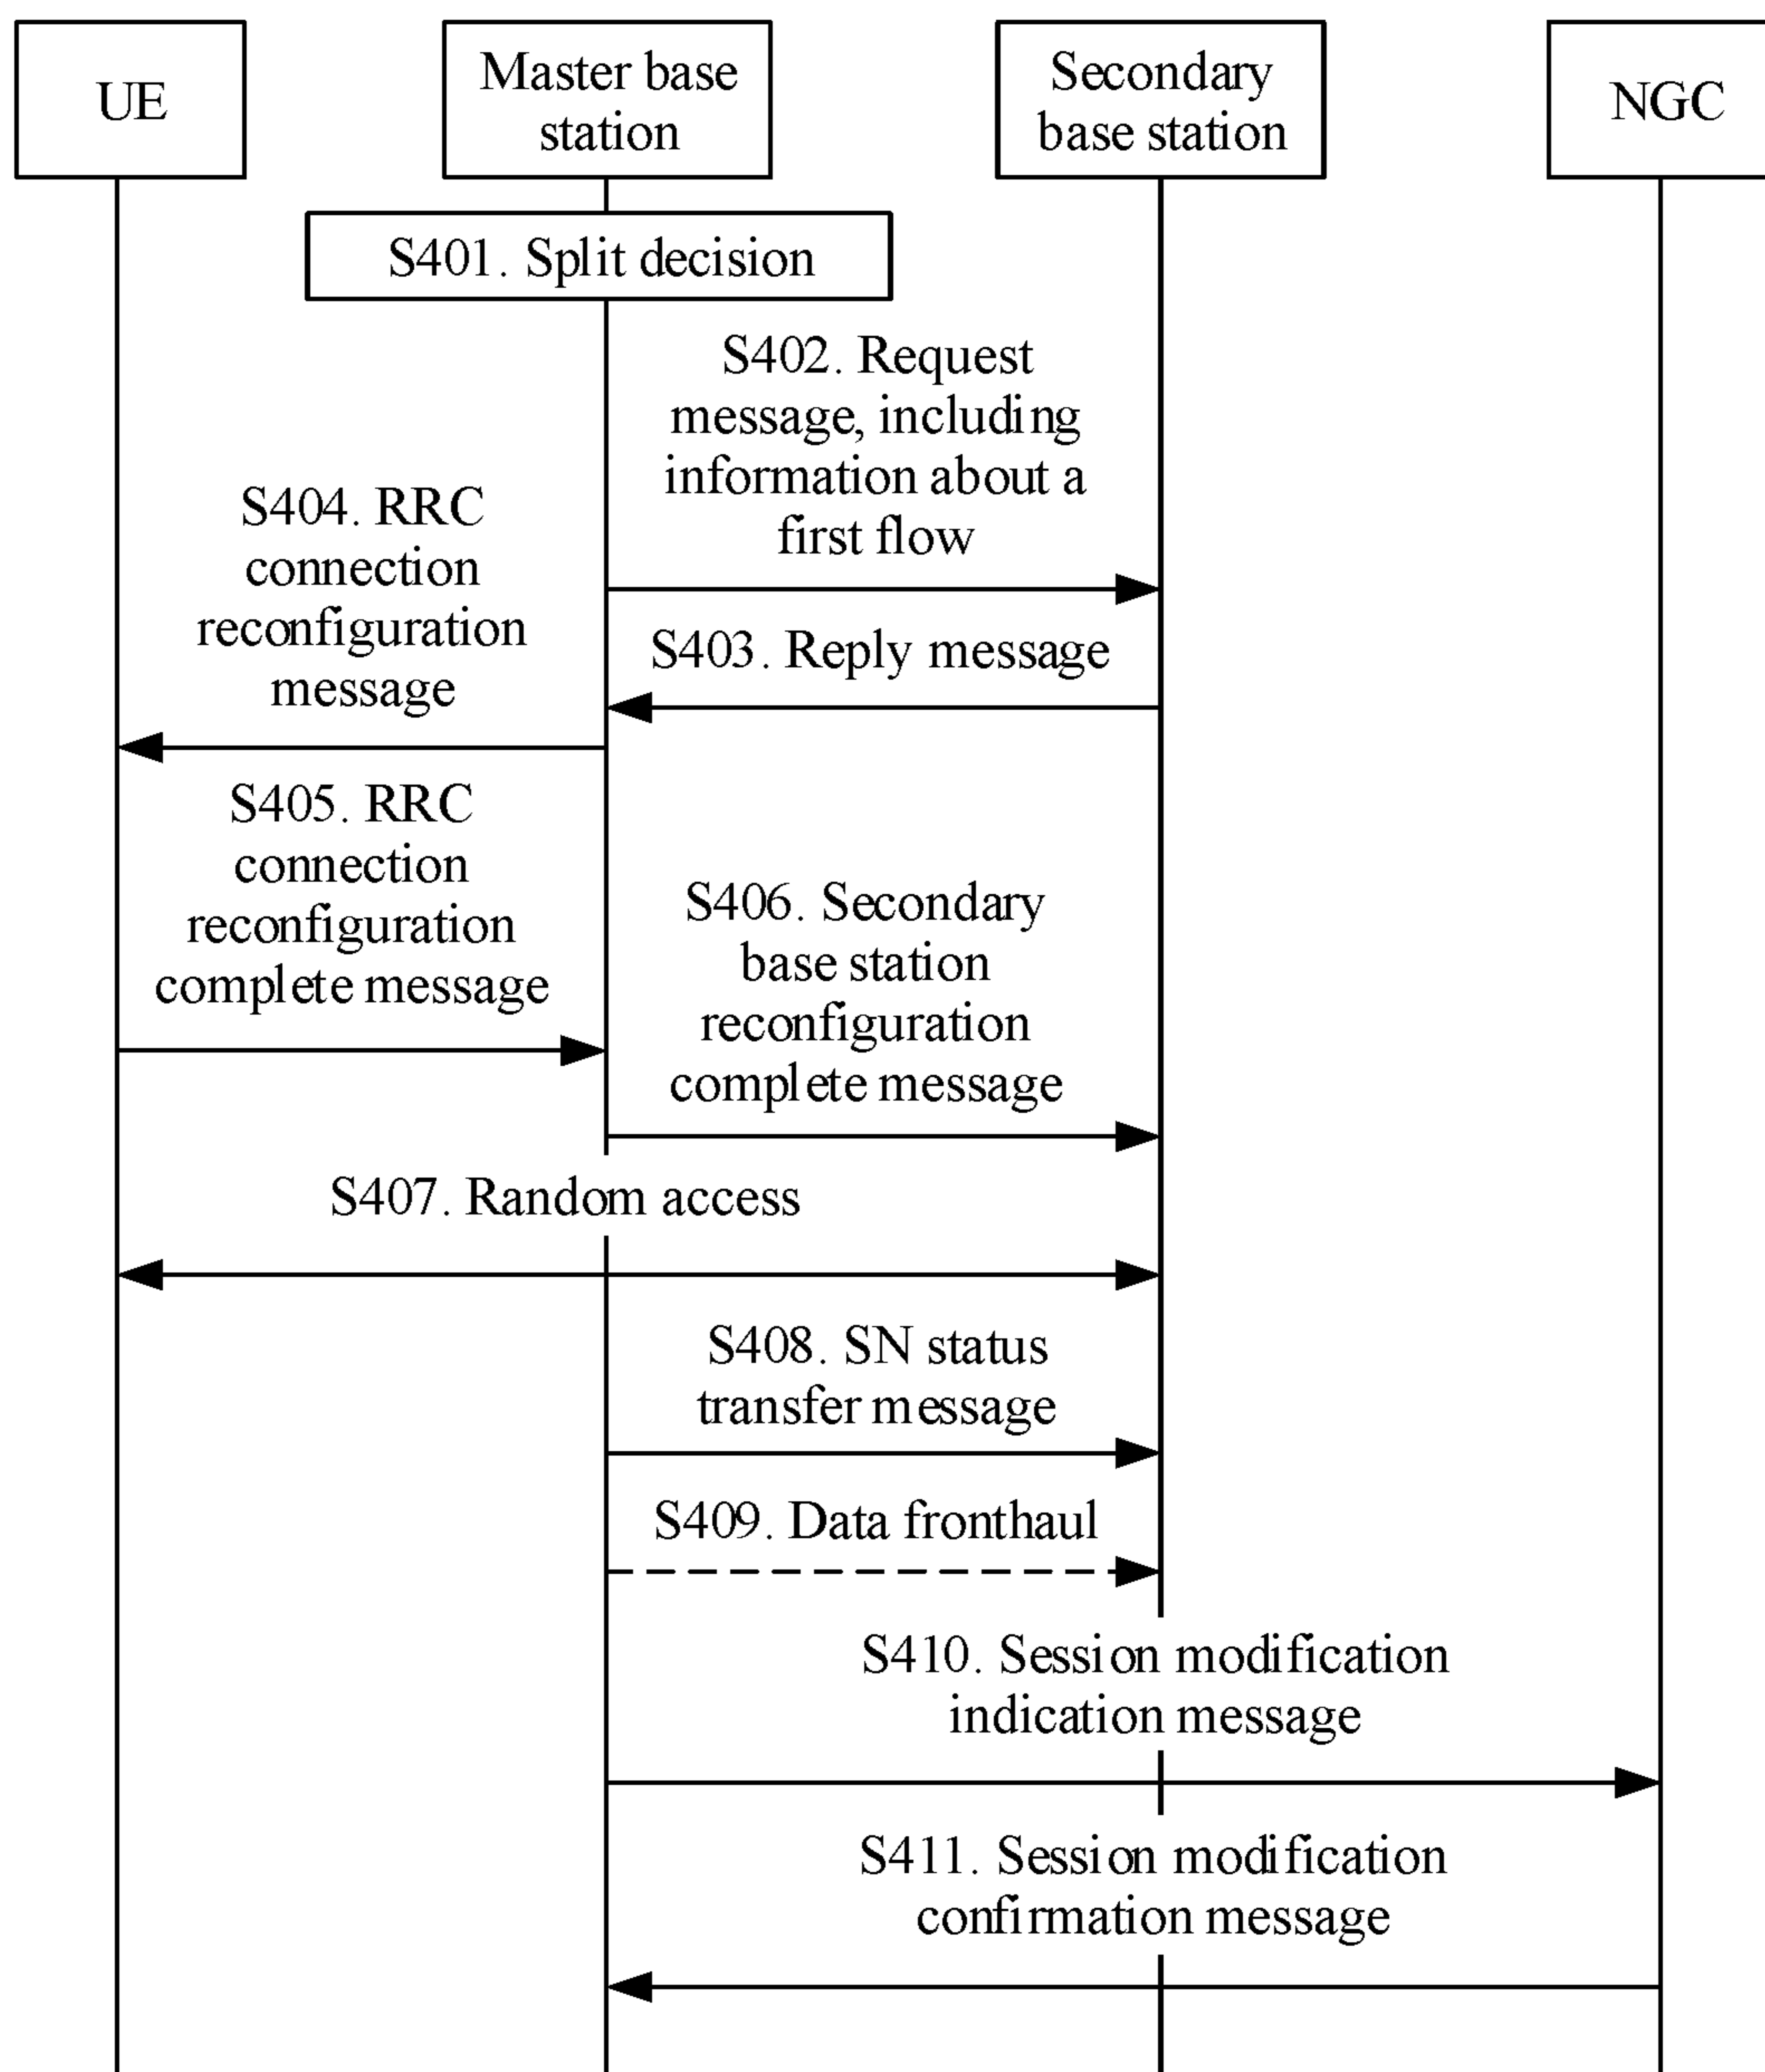 UE
Master base
station
Secondary
base station
NGC
S401. Split decision
S402. Request
message, including
information about a
first flow
S403. Reply message
S404. RRC
connection
reconfiguration
message
S405. RRC
connection
reconfiguration
complete message
S406. Secondary
base station
reconfiguration
complete message
S407. Random access
S408. SN status
transfer message
S409. Data fronthaul
S410. Session modification
indication message
S411. Session modification
confirmation message